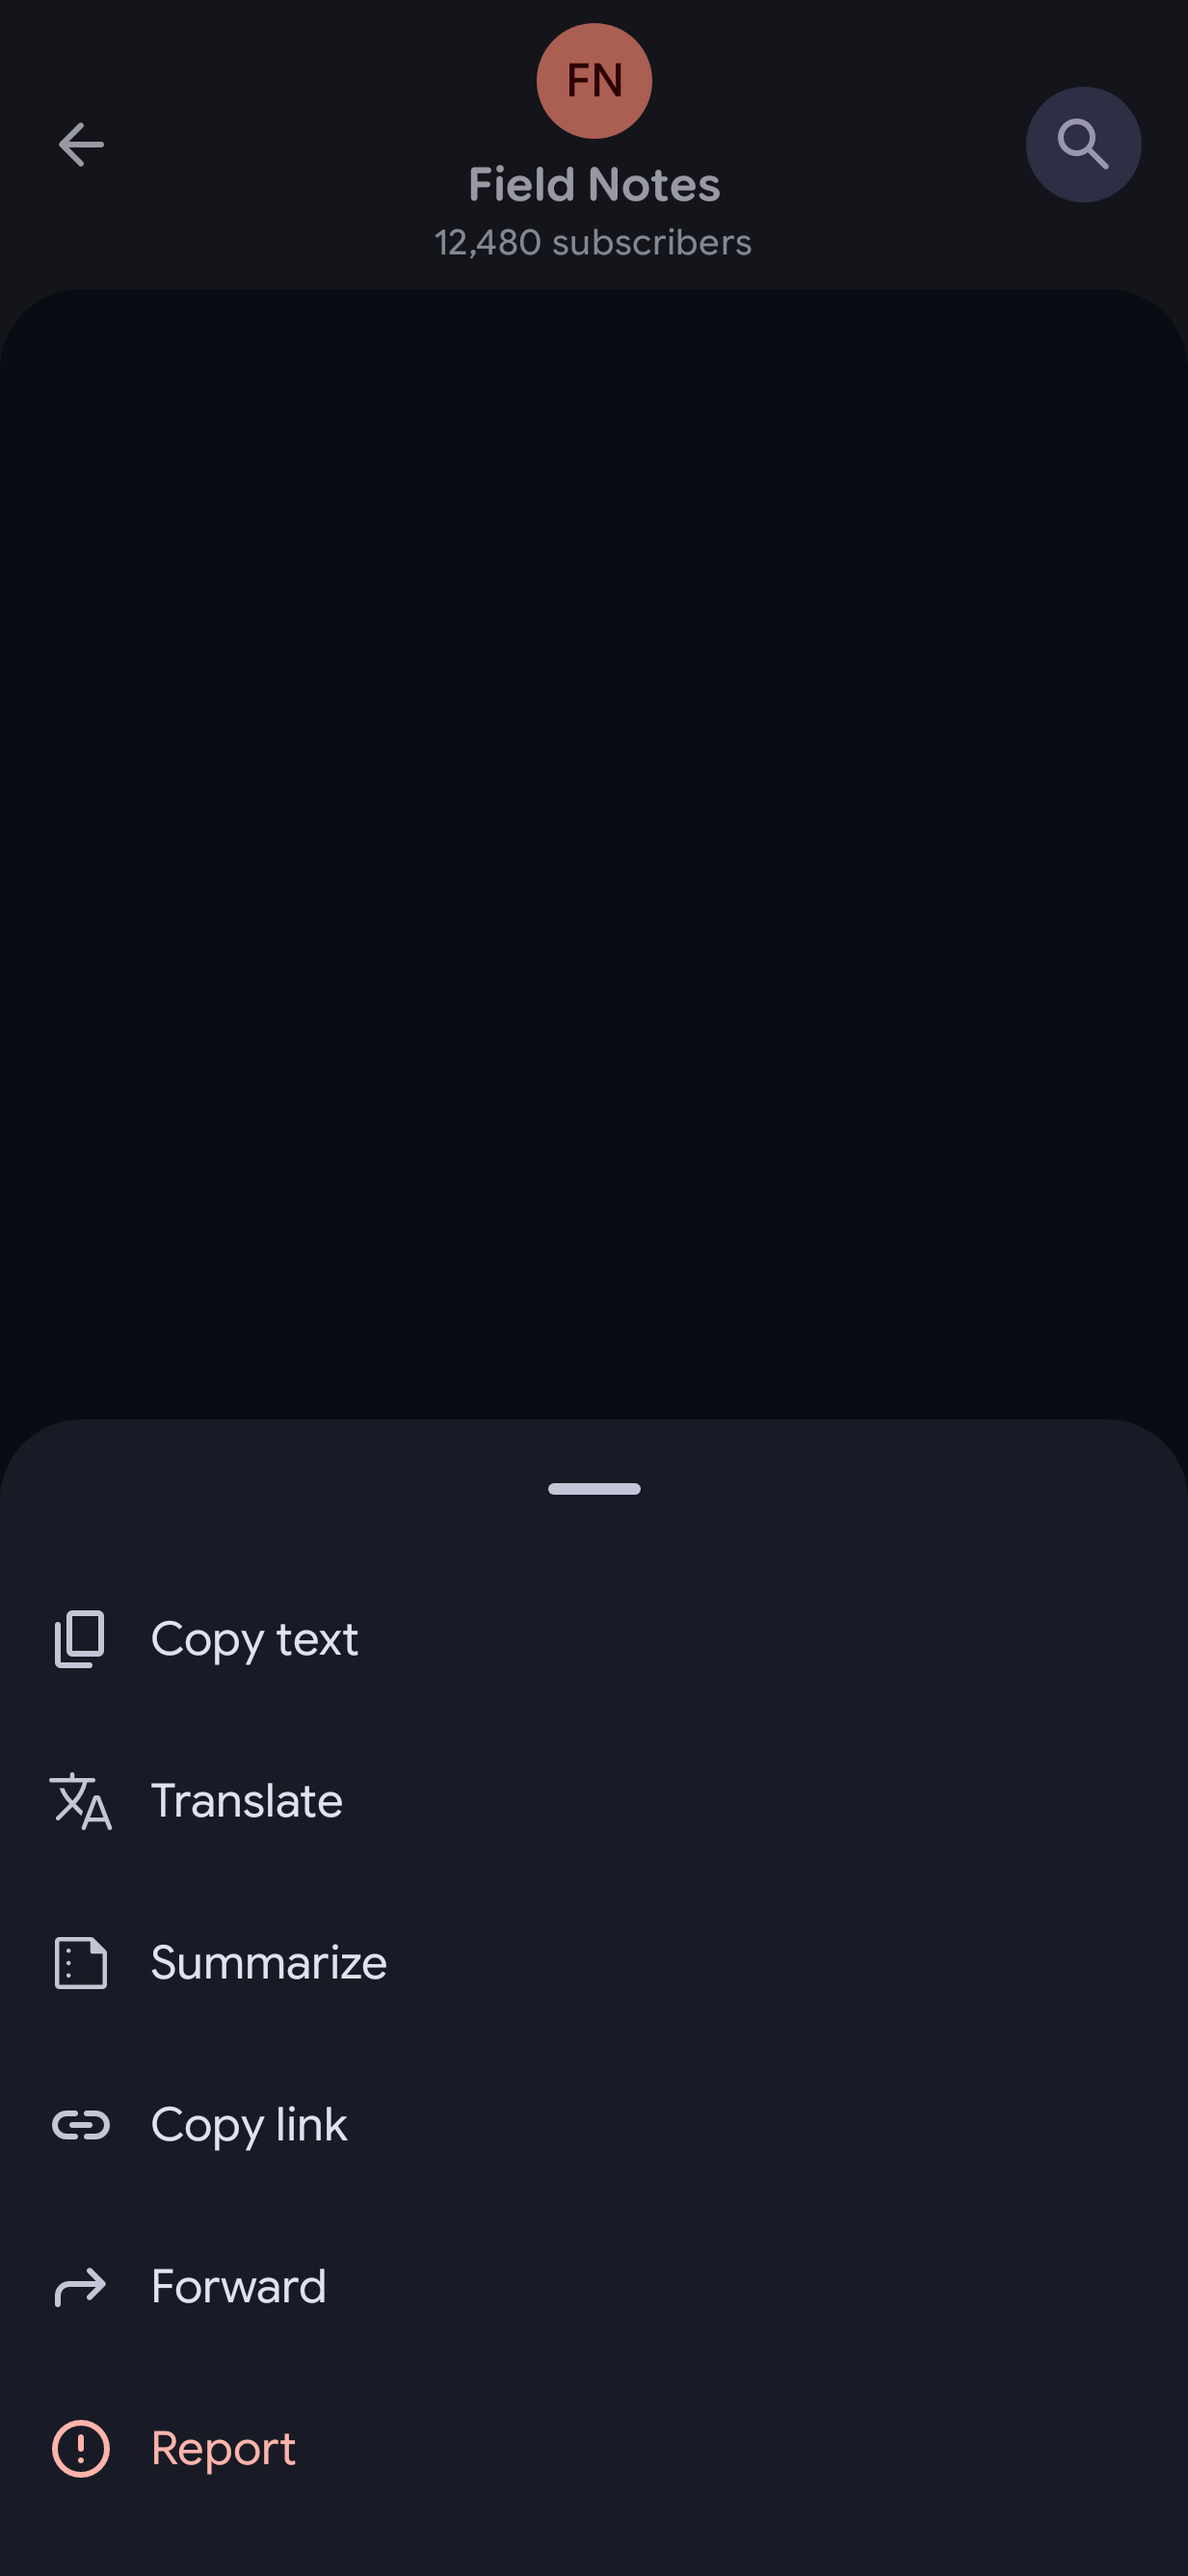 FN
Field Notes
12,480 subscribers
Copy text
Translate
Summarize
Copy link
Forward
Report